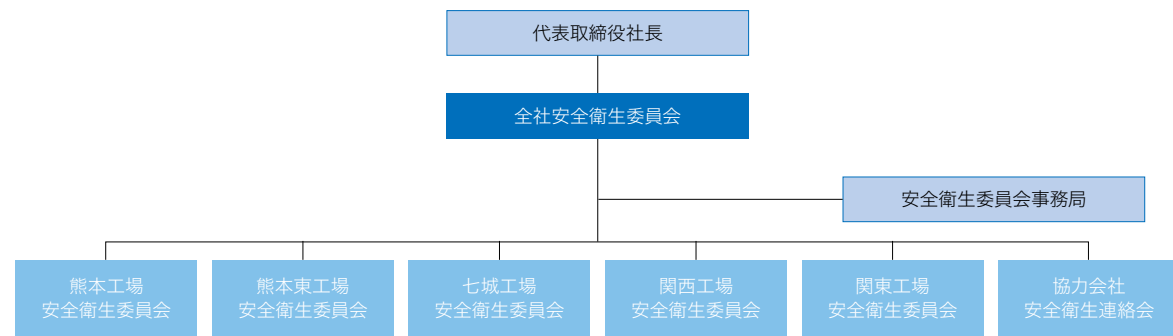 代表取締役社長
全社安全衛生委員会
安全衛生委員会事務局
熊本工場
安全衛生委員会
熊本東工場
安全衛生委員会
七城工場
安全衛生委員会
関西工場
安全衛生委員会
関東工場
安全衛生委員会
協力会社
安全衛生連絡会